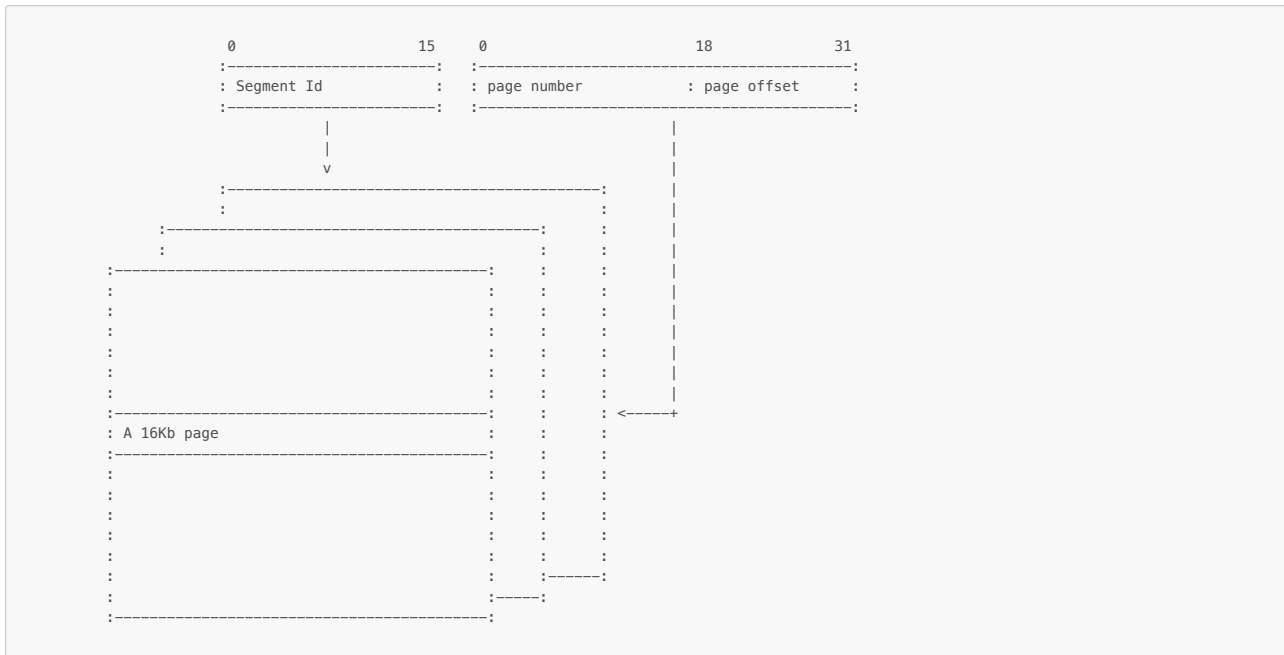 0 15 0 18 31
:------------------------: :-------------------------------------------:
: Segment Id : : page number : page offset :
:------------------------: :-------------------------------------------:
| |
| |
v |
:-------------------------------------------: |
: : |
:-------------------------------------------: : |
: : : |
:-------------------------------------------: : : |
: : : : |
: : : : |
: : : : |
: : : : |
: : : : |
: : : : |
:-------------------------------------------: : : <-----+
: A 16Kb page : : :
:-------------------------------------------: : :
: : : :
: : : :
: : : :
: : : :
: : : :
: : :------:
: :-----:
:-------------------------------------------: